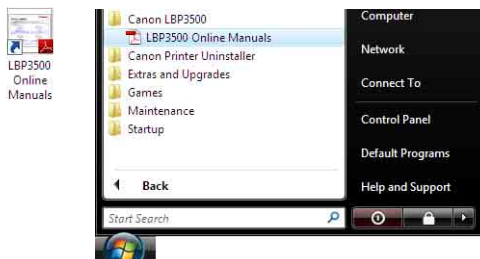 LBP3500
Online
Manuals
Canon LBP3500
LBP3500 Online Manuals
Canon Printer Uninstaller
Extras and Upgrades
Games
Maintenance
Startup
Back
Start Search
Computer
Network
Connect To
Control Panel
Default Programs
Help and Support